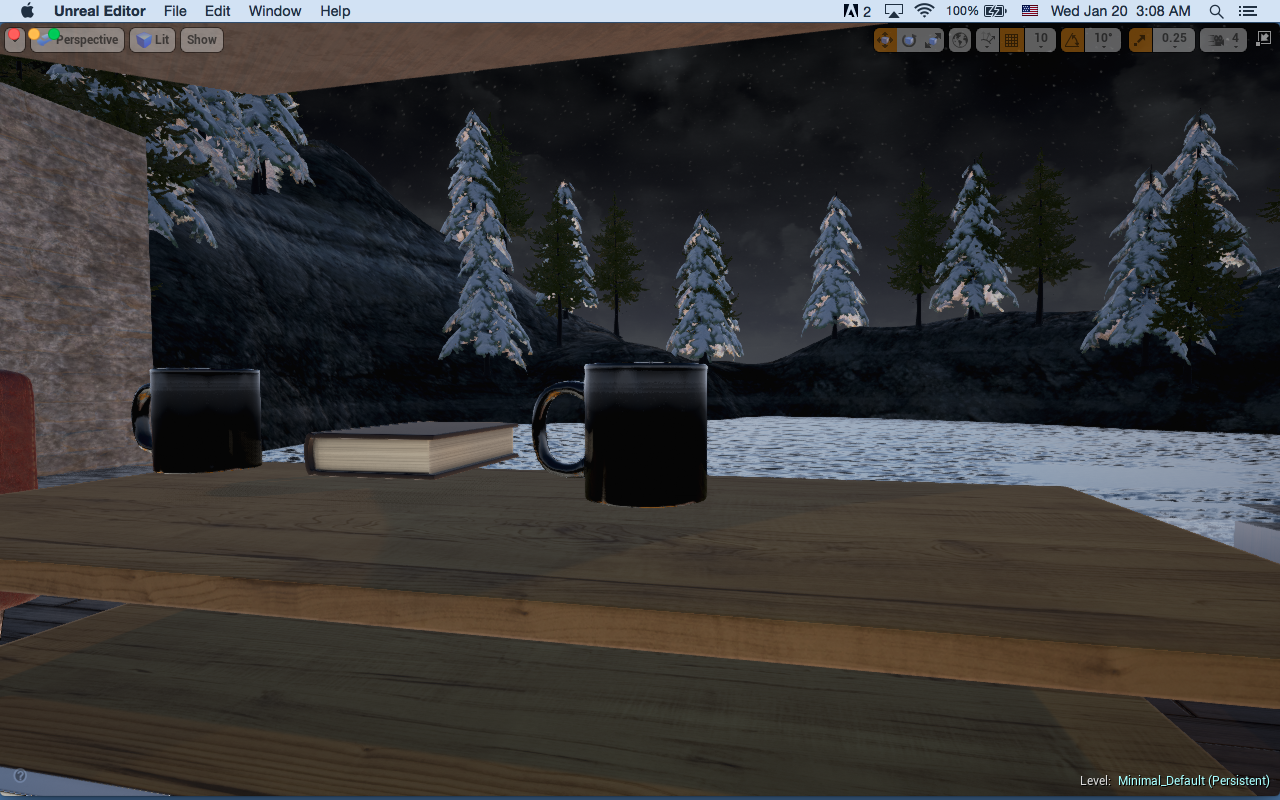 Unreal Editor File Edit Window Help 2 100% Wed Jan 20 3:08 AM
Perspective Lit Show 10 10° 0.25 4
Level: Minimal_Default (Persistent)